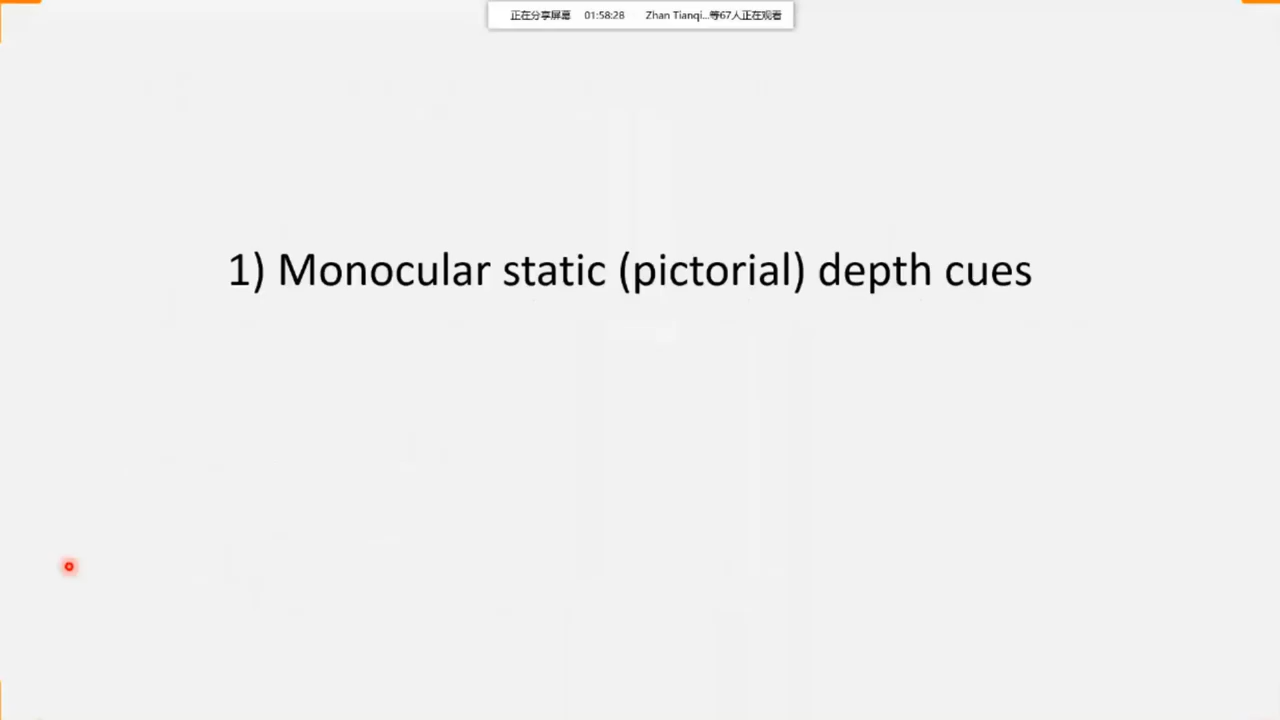 正在分享屏幕 01:58:28 Zhan Tianqi...等67人正在观看
1) Monocular static (pictorial) depth cues